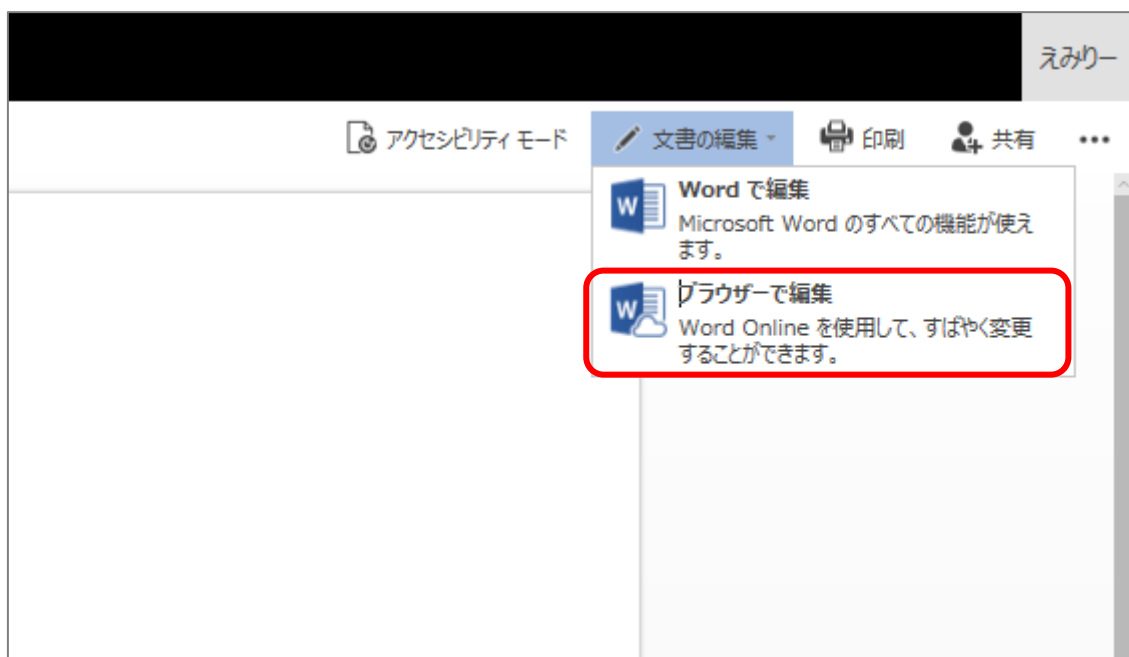 えみりー
アクセシビリティ モード
文書の編集
印刷
共有
Word で編集
Microsoft Word のすべての機能が使え
ます。
ブラウザーで編集
Word Online を使用して、すばやく変更
することができます。